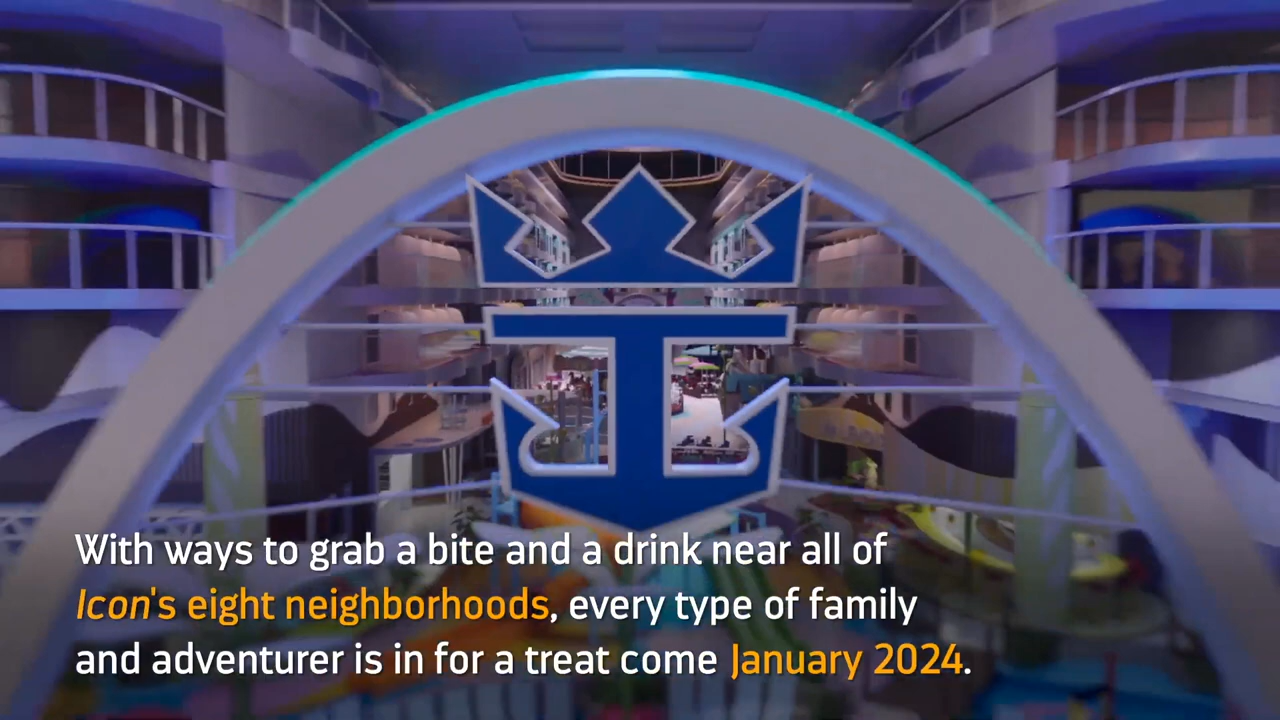 With ways to grab a bite and a drink near all of
Icon's eight neighborhoods, every type of family
and adventurer is in for a treat come January 2024.